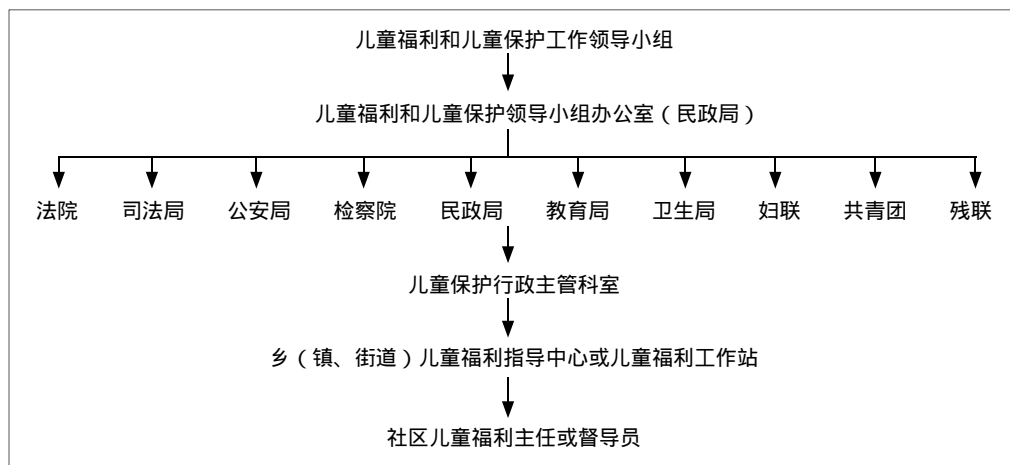 儿童福利和儿童保护工作领导小组
儿童福利和儿童保护领导小组办公室（民政局）
法院 司法局 公安局 检察院 民政局 教育局 卫生局 妇联 共青团 残联
儿童保护行政主管科室
乡（镇、街道）儿童福利指导中心或儿童福利工作站
社区儿童福利主任或督导员